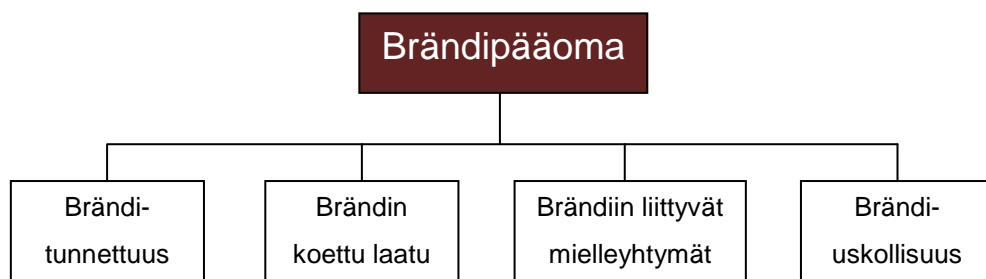 Brändipääoma
Brändi-
tunnettuus
Brändin
koettu laatu
Brändiin liittyvät
mielleyhtymät
Brändi-
uskollisuus